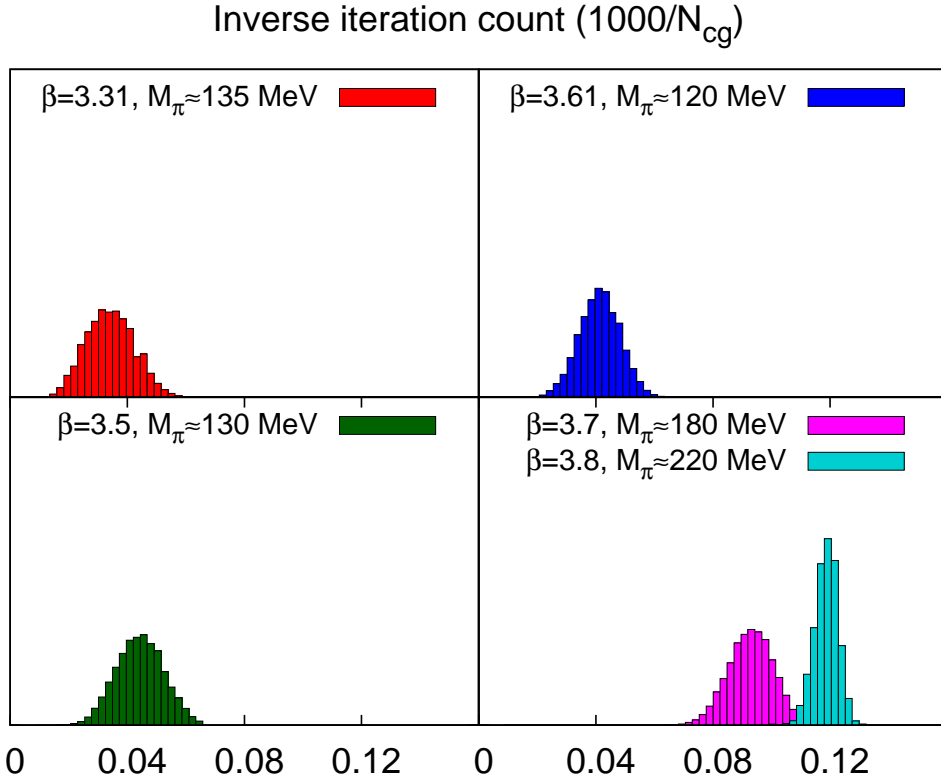 Inverse iteration count (1000/N_cg)
β=3.31, M_π≈135 MeV
β=3.61, M_π≈120 MeV
β=3.5, M_π≈130 MeV
β=3.7, M_π≈180 MeV
β=3.8, M_π≈220 MeV
0 0.04 0.08 0.12 0 0.04 0.08 0.12